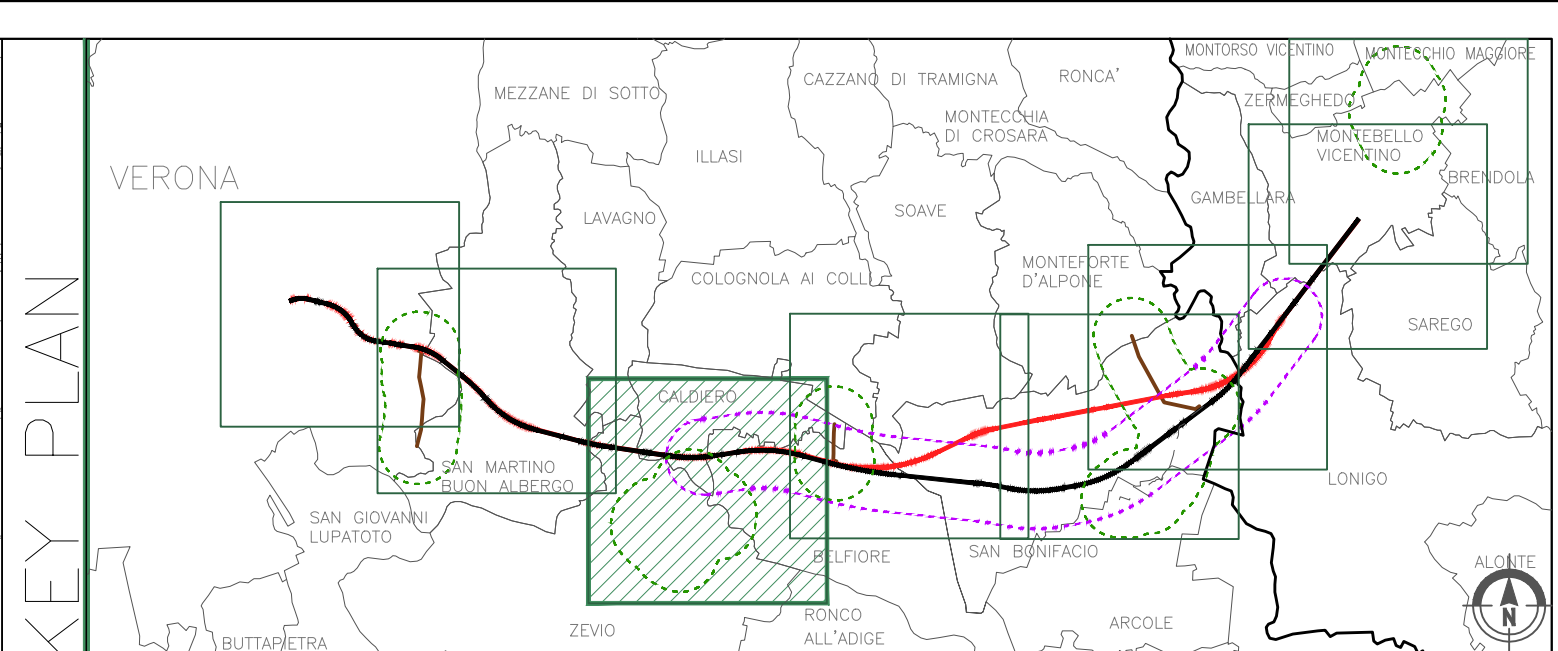 KEY PLAN
MONTORSO VICENTINO
MONTECCHIO MAGGIORE
CAZZANO DI TRAMIGNA
RONCA'
MEZZANE DI SOTTO
ZERMEGHEDO
MONTECCHIA
DI CROSARA
MONTEBELLO
VICENTINO
ILLASI
VERONA
BRENDOLA
GAMBELLARA
LAVAGNO
SOAVE
MONTEFORTE
D'ALPONE
COLOGNOLA AI COLLI
SAREGO
CALDIERO
SAN MARTINO
BUON ALBERGO
LONIGO
SAN GIOVANNI
LUPATOTO
BELFIORE
SAN BONIFACIO
ALONTE
N
RONCO
ALL'ADIGE
ARCOLE
ZEVIO
BUTTAPIETRA